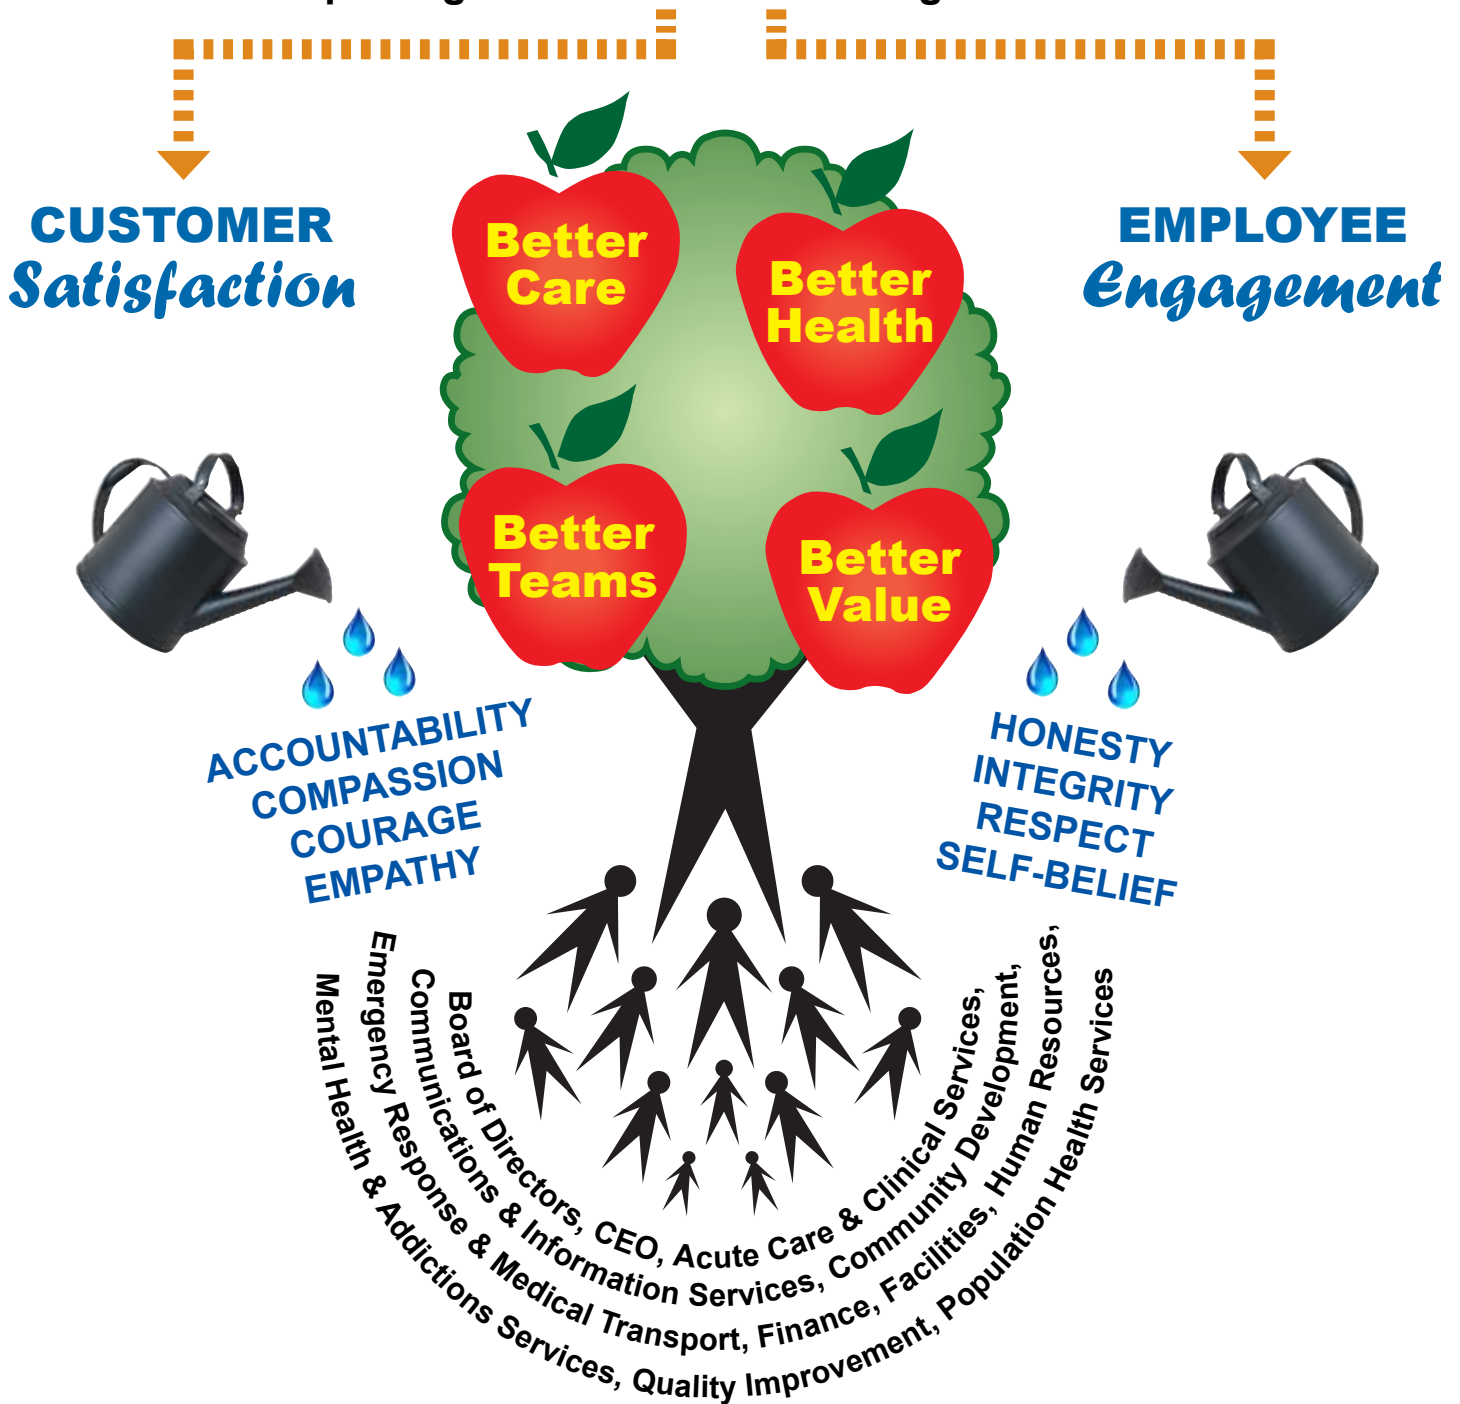 CUSTOMER
Satisfaction
EMPLOYEE
Engagement
Better
Care
Better
Health
Better
Teams
Better
Value
ACCOUNTABILITY
COMPASSION
COURAGE
EMPATHY
HONESTY
INTEGRITY
RESPECT
SELF-BELIEF
Board of Directors, CEO, Acute Care & Clinical Services,
Communications & Information Services, Community Development,
Emergency Response & Medical Transport, Finance, Facilities, Human Resources,
Mental Health & Addictions Services, Quality Improvement, Population Health Services